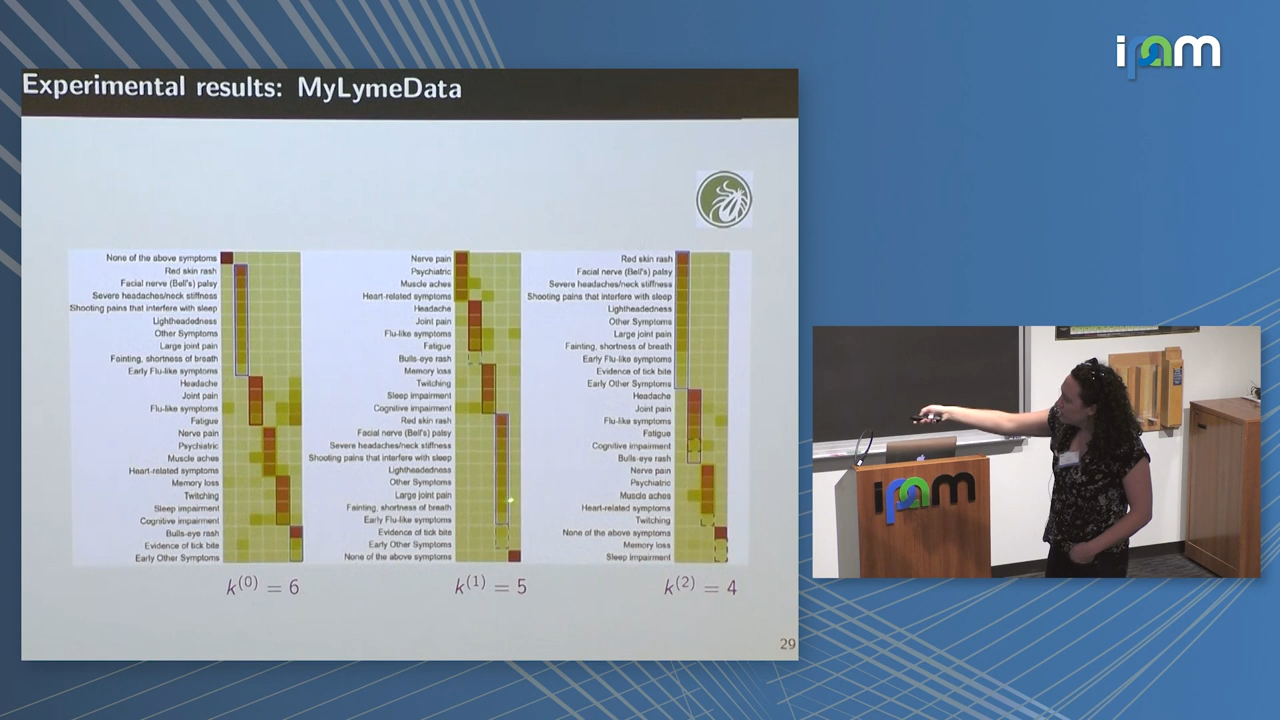 ipam
Experimental results: MyLymeData
None of the above symptoms
Red skin rash
Facial nerve (Bell's) palsy
Severe headaches/neck stiffness
Shooting pains that interfere with sleep
Lightheadedness
Other Symptoms
Large joint pain
Fainting, shortness of breath
Early Flu-like symptoms
Headache
Joint pain
Flu-like symptoms
Fatigue
Nerve pain
Psychiatric
Muscle aches
Heart-related symptoms
Memory loss
Twitching
Sleep impairment
Cognitive impairment
Bulls-eye rash
Evidence of tick bite
Early Other Symptoms
k(0) = 6
Nerve pain
Psychiatric
Muscle aches
Heart-related symptoms
Headache
Joint pain
Flu-like symptoms
Fatigue
Bulls-eye rash
Memory loss
Twitching
Sleep impairment
Cognitive impairment
Red skin rash
Facial nerve (Bell's) palsy
Severe headaches/neck stiffness
Shooting pains that interfere with sleep
Lightheadedness
Other Symptoms
Large joint pain
Fainting, shortness of breath
Early Flu-like symptoms
Evidence of tick bite
Early Other Symptoms
None of the above symptoms
k(1) = 5
Red skin rash
Facial nerve (Bell's) palsy
Severe headaches/neck stiffness
Shooting pains that interfere with sleep
Lightheadedness
Other Symptoms
Large joint pain
Fainting, shortness of breath
Early Flu-like symptoms
Evidence of tick bite
Early Other Symptoms
Headache
Joint pain
Flu-like symptoms
Fatigue
Cognitive impairment
Bulls-eye rash
Nerve pain
Psychiatric
Muscle aches
Heart-related symptoms
Twitching
None of the above symptoms
Memory loss
Sleep impairment
k(2) = 4
29
ipam